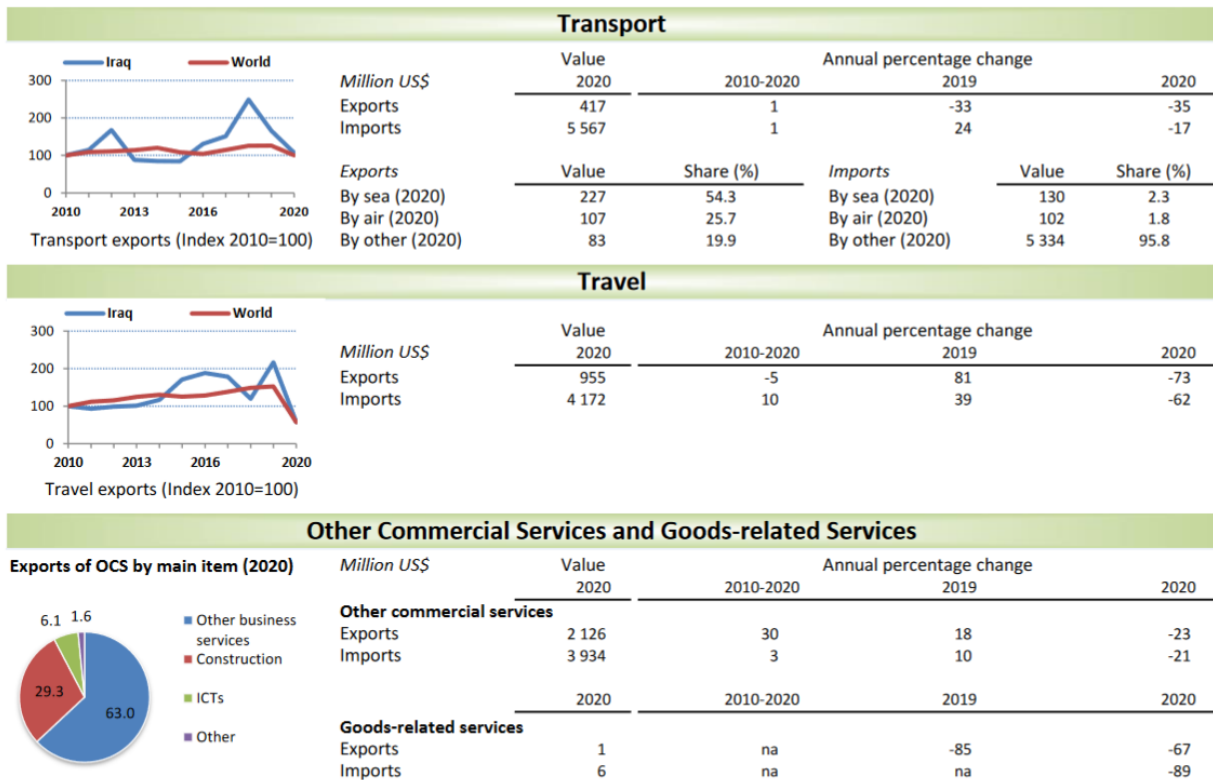 Transport
Iraq World
300
200
100
0
2010 2013 2016 2020
Transport exports (Index 2010=100)
Value Annual percentage change
Million US$ 2020 2010-2020 2019 2020
Exports 417 1 -33 -35
Imports 5 567 1 24 -17
Exports Value Share (%) Imports Value Share (%)
By sea (2020) 227 54.3 By sea (2020) 130 2.3
By air (2020) 107 25.7 By air (2020) 102 1.8
By other (2020) 83 19.9 By other (2020) 5 334 95.8
Travel
Iraq World
300
200
100
0
2010 2013 2016 2020
Travel exports (Index 2010=100)
Value Annual percentage change
Million US$ 2020 2010-2020 2019 2020
Exports 955 -5 81 -73
Imports 4 172 10 39 -62
Other Commercial Services and Goods-related Services
Exports of OCS by main item (2020)
6.1 1.6
29.3
63.0
Other business
services
Construction
ICTs
Other
Million US$ Value Annual percentage change
2020 2010-2020 2019 2020
Other commercial services
Exports 2 126 30 18 -23
Imports 3 934 3 10 -21
2020 2010-2020 2019 2020
Goods-related services
Exports 1 na -85 -67
Imports 6 na na -89